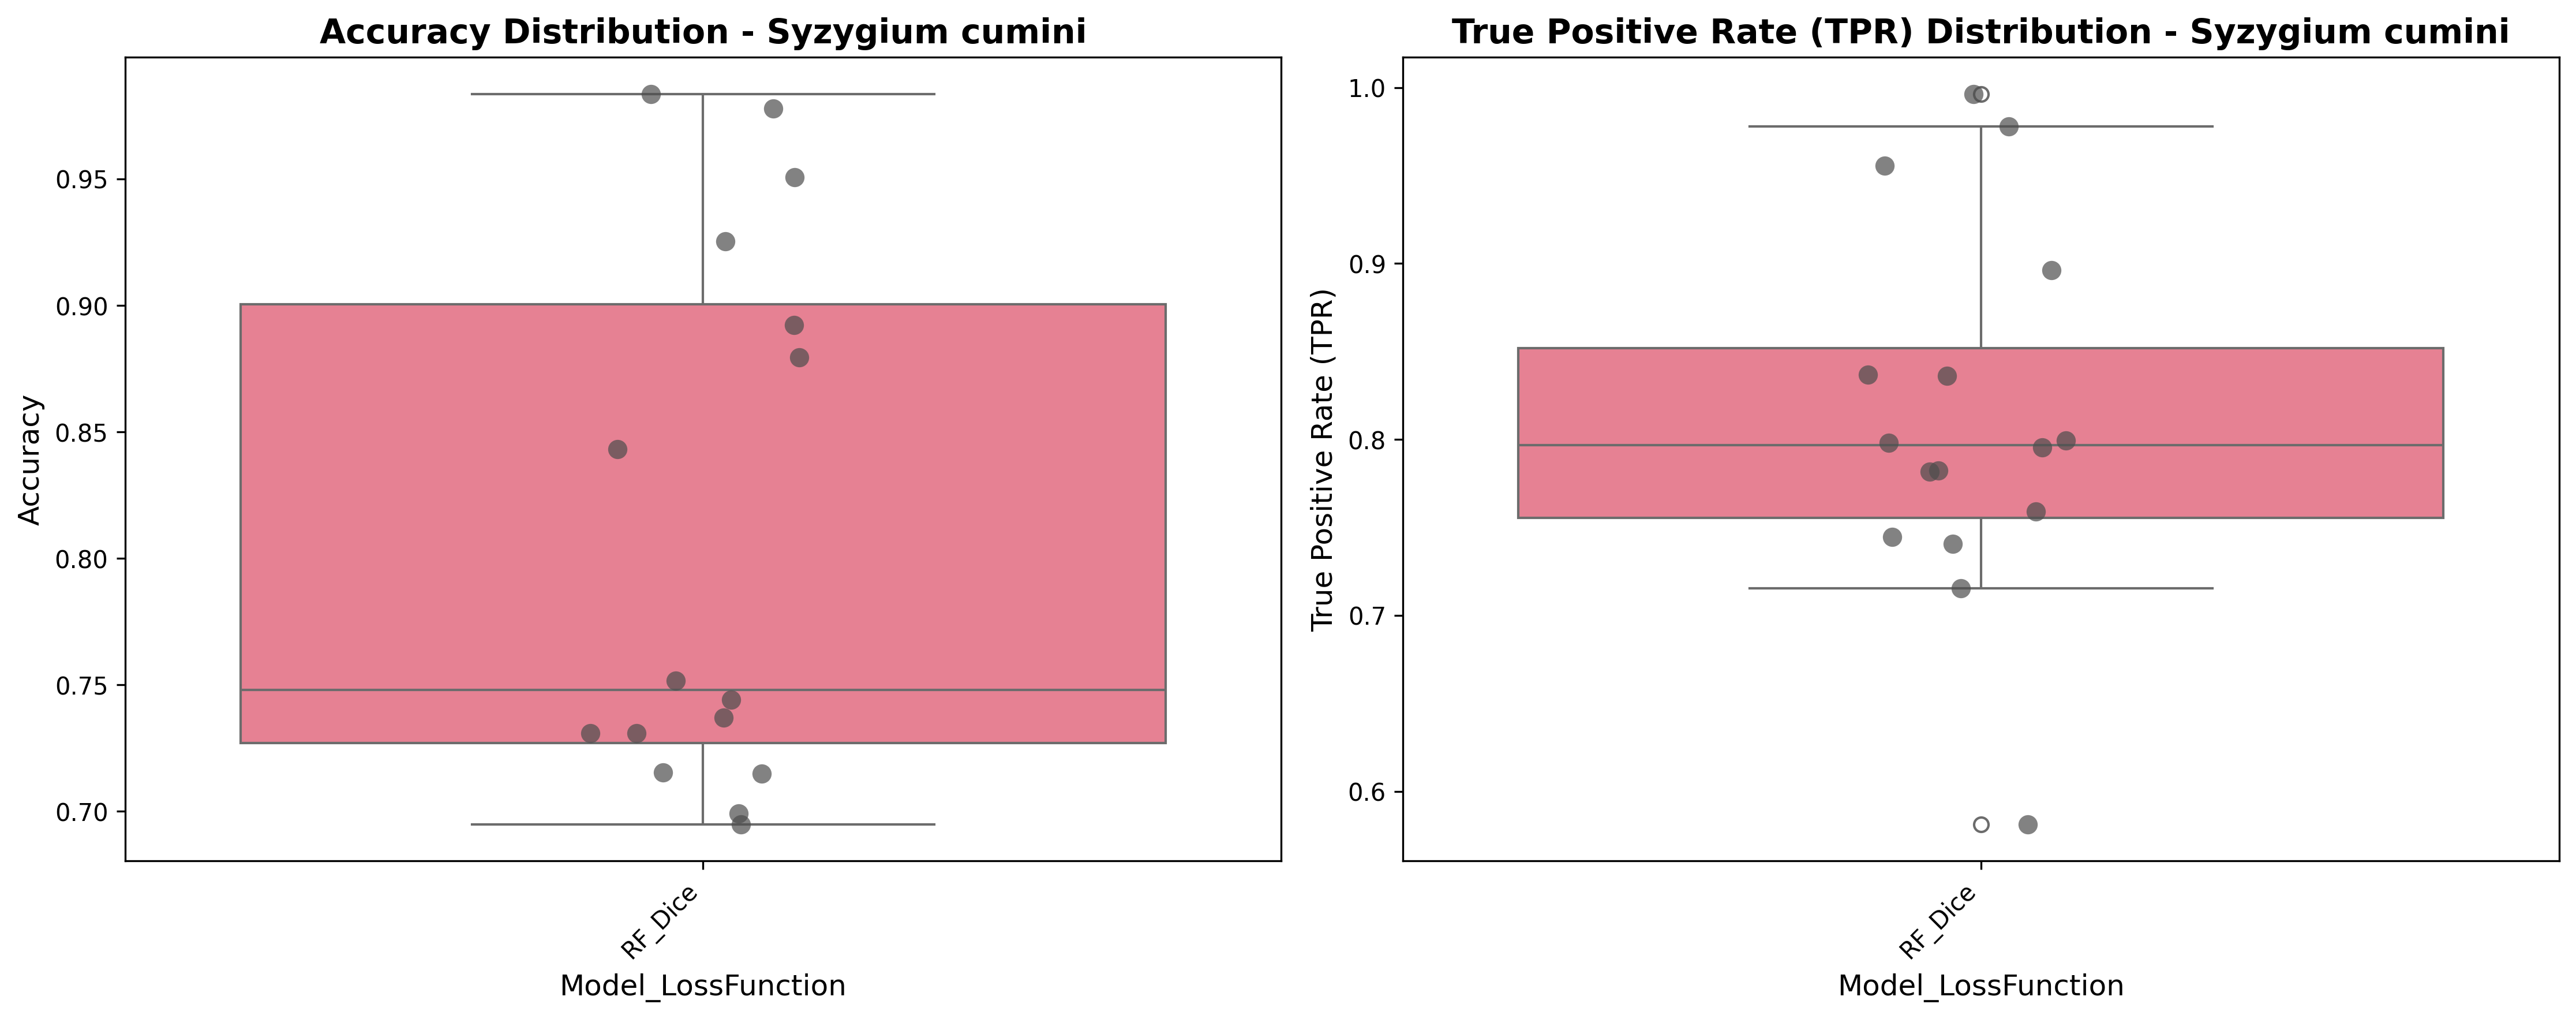 Accuracy Distribution - Syzygium cumini
Accuracy
0.95
0.90
0.85
0.80
0.75
0.70
RF_Dice
Model_LossFunction
True Positive Rate (TPR) Distribution - Syzygium cumini
True Positive Rate (TPR)
1.0
0.9
0.8
0.7
0.6
RF_Dice
Model_LossFunction